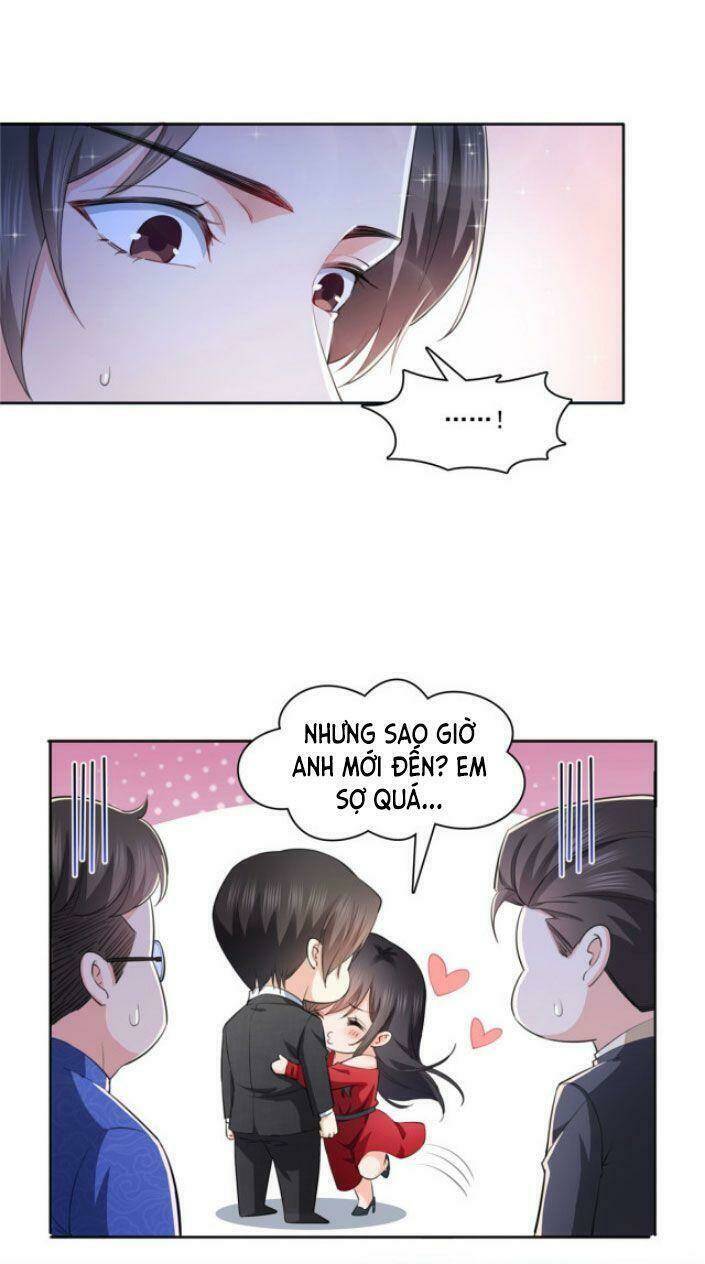 ......!
NHƯNG SAO GIỜ
ANH MỚI ĐẾN? EM
SỢ QUÁ...